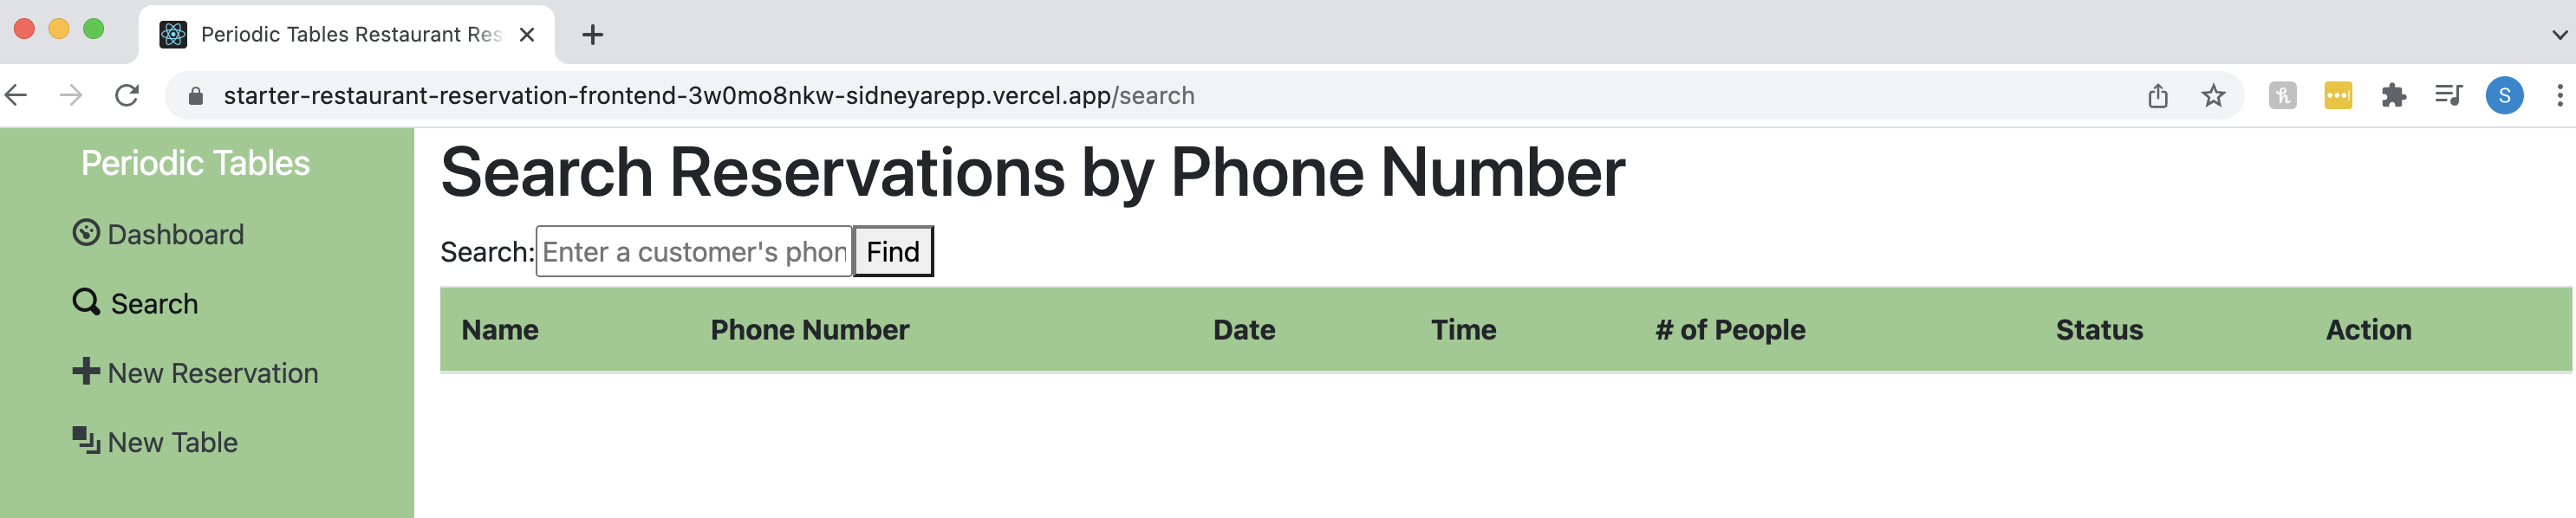 Periodic Tables Restaurant Res
starter-restaurant-reservation-frontend-3w0mo8nkw-sidneyarepp.vercel.app/search
S
Periodic Tables
Dashboard
Search
New Reservation
New Table
Search Reservations by Phone Number
Search: Enter a customer's phon Find
Name Phone Number Date Time # of People Status Action